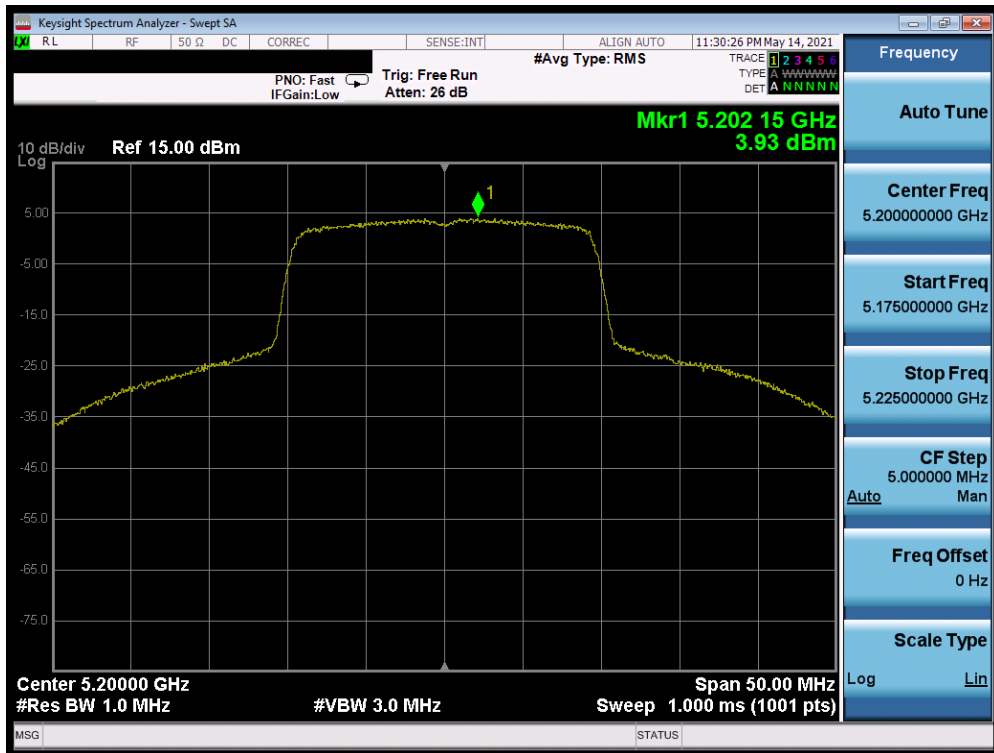 Keysight Spectrum Analyzer - Swept SA
LXI RL RF 50 Ω DC CORREC SENSE:INT ALIGN AUTO 11:30:26 PM May 14, 2021
#Avg Type: RMS
PNO: Fast Trig: Free Run
IFGain:Low Atten: 26 dB
TRACE 1 2 3 4 5 6
TYPE A WWWWW
DET A N N N N N
Mkr1 5.202 15 GHz
3.93 dBm
10 dB/div Ref 15.00 dBm
Log
1
5.00
-5.00
-15.0
-25.0
-35.0
-45.0
-55.0
-65.0
-75.0
Center 5.20000 GHz Span 50.00 MHz
#Res BW 1.0 MHz #VBW 3.0 MHz Sweep 1.000 ms (1001 pts)
MSG STATUS
Frequency
Auto Tune
Center Freq
5.200000000 GHz
Start Freq
5.175000000 GHz
Stop Freq
5.225000000 GHz
CF Step
5.000000 MHz
Auto Man
Freq Offset
0 Hz
Scale Type
Log Lin